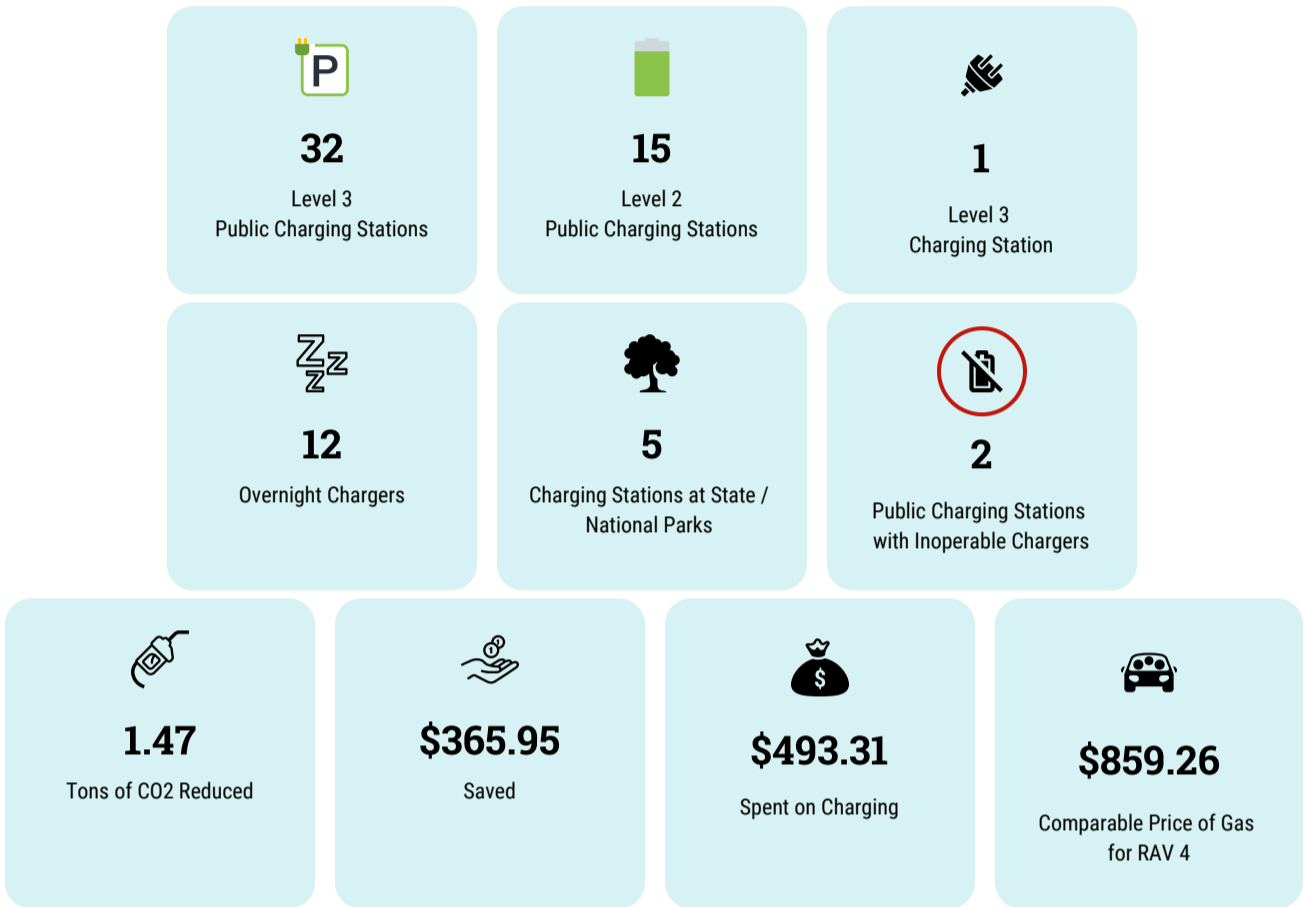 P
32
Level 3
Public Charging Stations
15
Level 2
Public Charging Stations
1
Level 3
Charging Station
Z
Z
Z
12
Overnight Chargers
5
Charging Stations at State /
National Parks
2
Public Charging Stations
with Inoperable Chargers
1.47
Tons of CO2 Reduced
1
1
$365.95
Saved
$
$493.31
Spent on Charging
$859.26
Comparable Price of Gas
for RAV 4